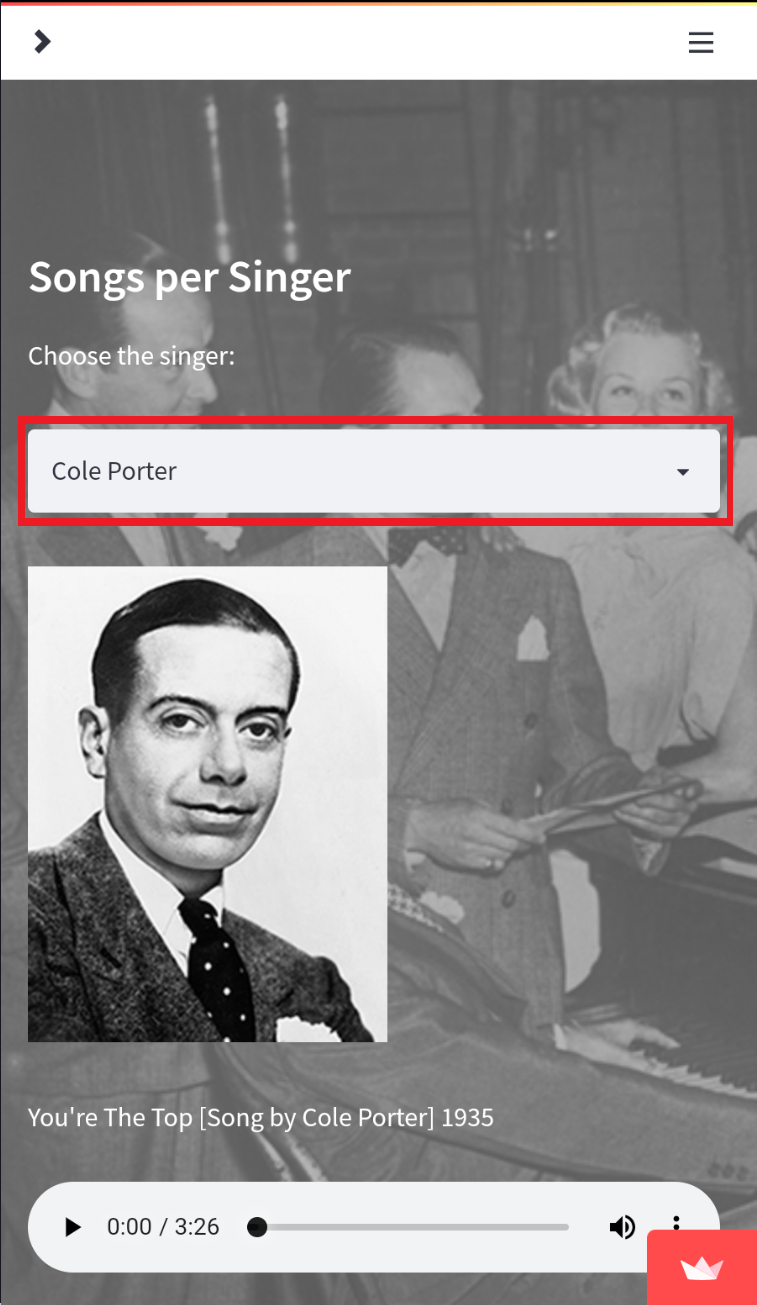 Songs per Singer
Choose the singer:
Cole Porter
You're The Top [Song by Cole Porter] 1935
0:00 / 3:26